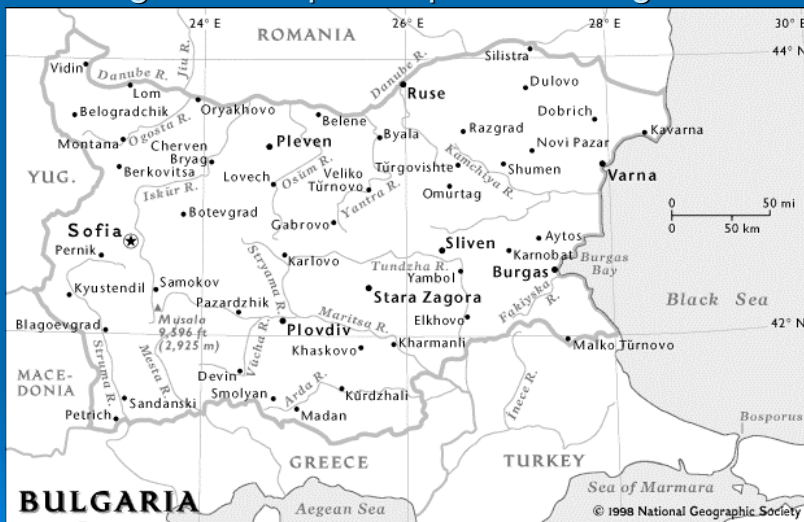 24 E
26 E
28 E
30° E
44° N
42° N
ROMANIA
Silistra
Vidin
Danube R.
Jiu R.
Danube R.
Dulovo
Lom
Ruse
Belogradchik
Oryakhovo
Belene
Dobrich
Ogosta R.
Byala
Razgrad
Kavarna
Montana
Cherven
Bryag
Pleven
Novi Pazar
Berkovitsa
Kamchiya R.
YUG.
Lovech
Osŭm R.
Veliko
Tŭrnovo
Tŭrgovishte
Shumen
Varna
Iskŭr R.
Yantra R.
Omurtag
Botevgrad
Gabrovo
0 50 mi
0 50 km
Sofia
Sliven
Aytos
Pernik
Karlovo
Karnobat
Burgas
Bay
Stryama R.
Tundzha R.
Yambol
Burgas
Kyustendil
Samokov
Stara Zagora
Fakiyska
R.
Black Sea
Pazardzhik
Musala
9,596 ft
(2,925 m)
Maritsa R.
Elkhovo
Blagoevgrad
Plovdiv
Kharmanli
Malko Tŭrnovo
Struma R.
Mesta R.
Vŭcha R.
Khaskovo
MACE-
DONIA
Devin
Smolyan
Arda R.
Kŭrdzhali
Ince R.
Sandanski
Petrich
Madan
Bosporus
GREECE
TURKEY
Sea of Marmara
BULGARIA
Aegean Sea
© 1998 National Geographic Society